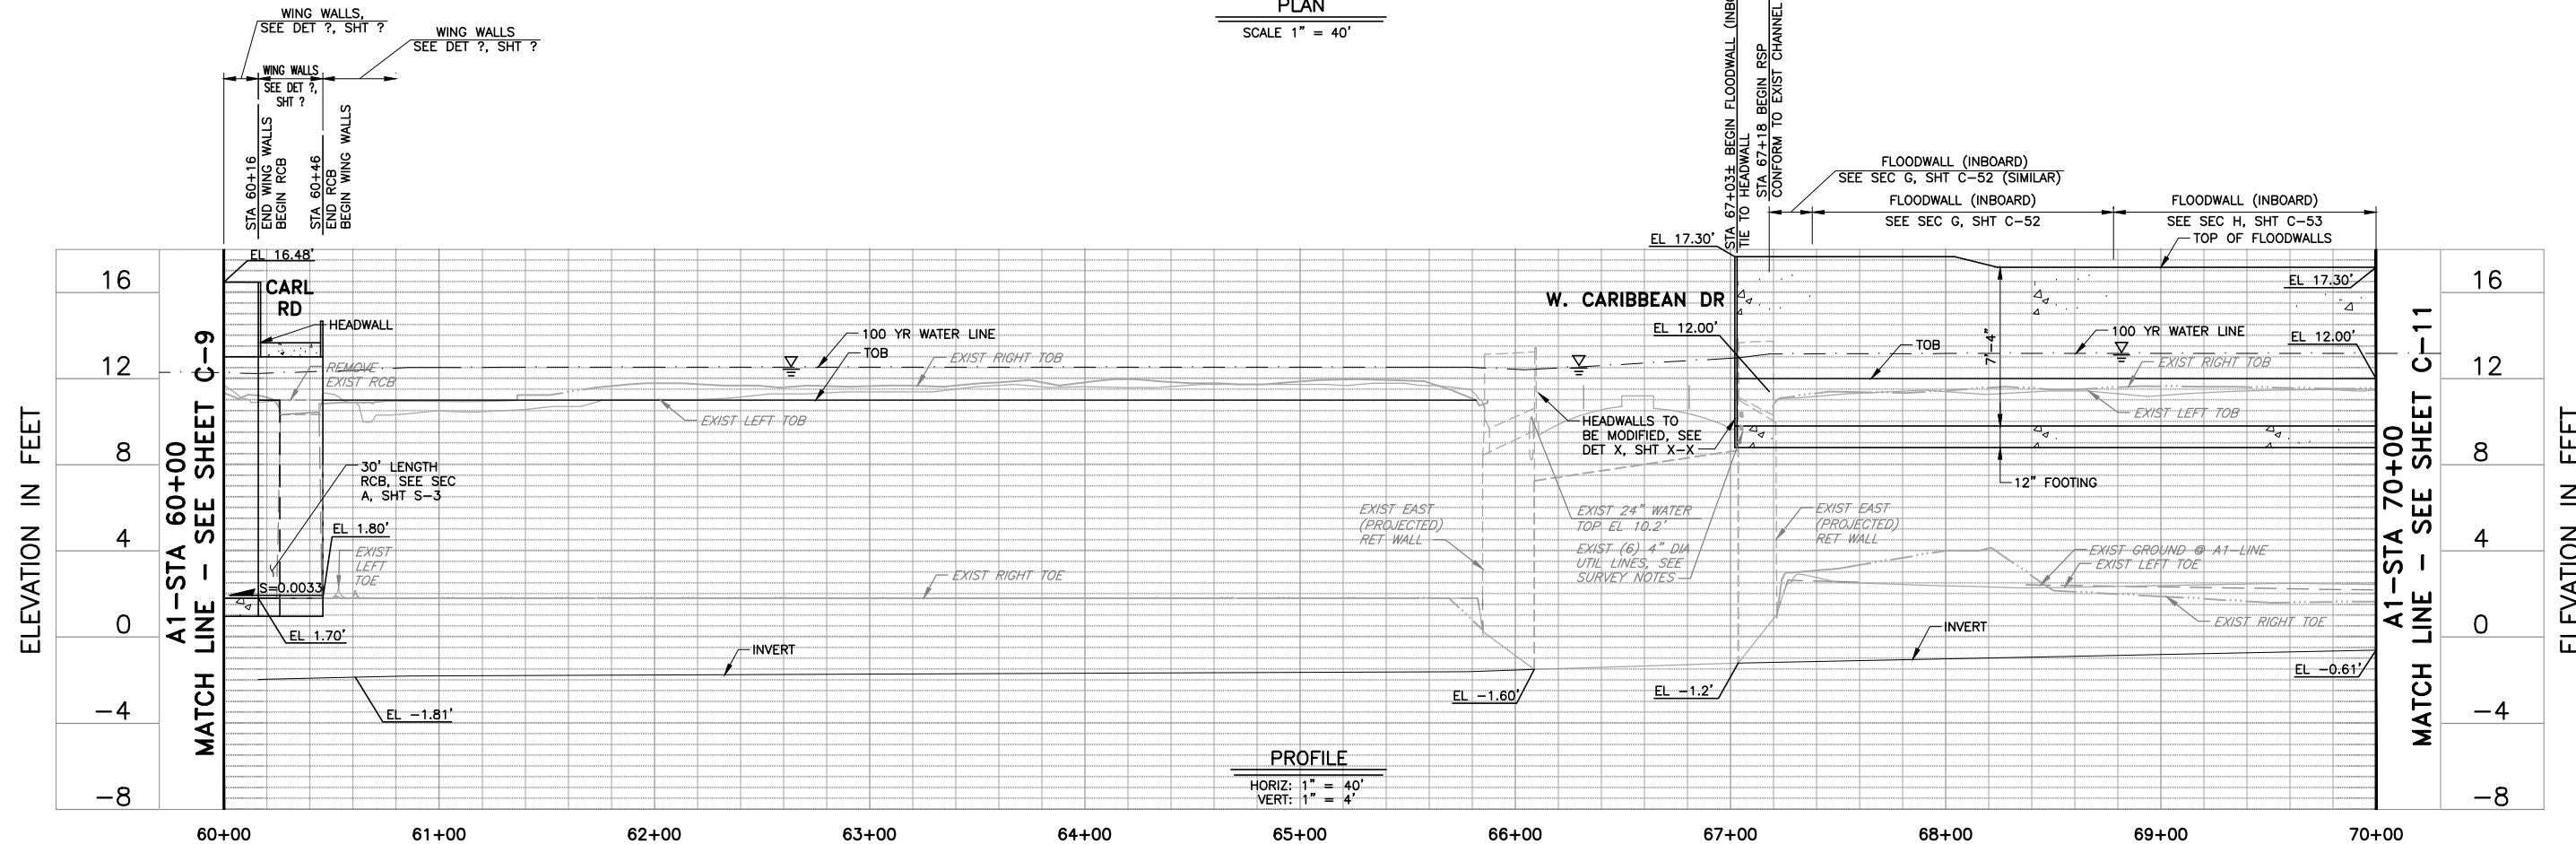 PLAN
SCALE 1" = 40'
WING WALLS,
SEE DET ?, SHT ?
WING WALLS
SEE DET ?, SHT ?
WING WALLS
SEE DET ?,
SHT ?
STA 60+16
END WING WALLS
BEGIN RCB
STA 60+46
END RCB
BEGIN WING WALLS
STA 67+03± BEGIN FLOODWALL
TIE TO HEADWALL
STA 67+18 BEGIN RSP
CONFORM TO EXIST CHANNEL
FLOODWALL (INBOARD)
SEE SEC G, SHT C-52 (SIMILAR)
FLOODWALL (INBOARD)
SEE SEC G, SHT C-52
FLOODWALL (INBOARD)
SEE SEC H, SHT C-53
TOP OF FLOODWALLS
ELEVATION IN FEET
16
12
8
4
0
-4
-8
A1-STA 60+00
MATCH LINE - SEE SHEET C-9
EL 16.48'
CARL
RD
HEADWALL
REMOVE
EXIST RCB
100 YR WATER LINE
TOB
EXIST RIGHT TOB
EXIST LEFT TOB
30' LENGTH
RCB, SEE SEC
A, SHT S-3
EL 1.80'
EXIST
LEFT
TOE
S=0.0033
EL 1.70'
EXIST RIGHT TOE
INVERT
EL -1.81'
EL 17.30'
W. CARIBBEAN DR
EL 12.00'
HEADWALLS TO
BE MODIFIED, SEE
DET X, SHT X-X
EXIST EAST
(PROJECTED)
RET WALL
EXIST 24" WATER
TOP EL 10.2'
EXIST (6) 4" DIA
UTIL LINES, SEE
SURVEY NOTES
EL -1.60'
EL -1.2'
EL 17.30'
7'-4"
100 YR WATER LINE
EL 12.00'
TOB
EXIST RIGHT TOB
EXIST LEFT TOB
12" FOOTING
EXIST EAST
(PROJECTED)
RET WALL
EXIST GROUND @ A1-LINE
EXIST LEFT TOE
EXIST RIGHT TOE
INVERT
EL -0.61'
A1-STA 70+00
MATCH LINE - SEE SHEET C-11
16
12
8
4
0
-4
-8
ELEVATION IN FEET
PROFILE
HORIZ: 1" = 40'
VERT: 1" = 4'
60+00 61+00 62+00 63+00 64+00 65+00 66+00 67+00 68+00 69+00 70+00